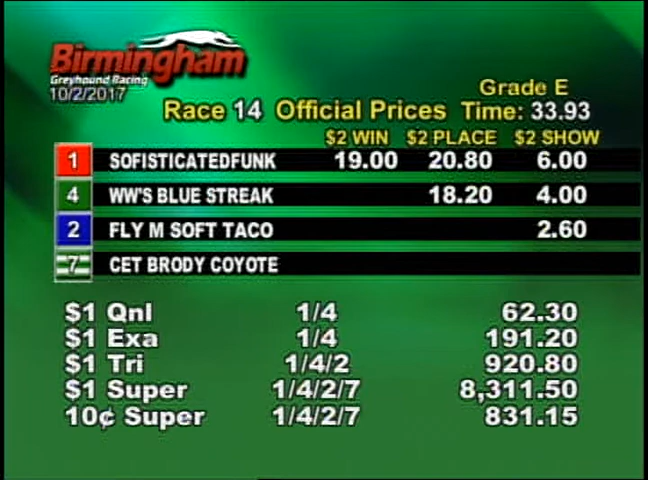 Birmingham
Greyhound Racing
10/2/2017
Grade E
Race 14 Official Prices Time: 33.93
$2 WIN $2 PLACE $2 SHOW
1 SOFISTICATEDFUNK 19.00 20.80 6.00
4 WW'S BLUE STREAK 18.20 4.00
2 FLY M SOFT TACO 2.60
7 CET BRODY COYOTE
$1 Qnl 1/4 62.30
$1 Exa 1/4 191.20
$1 Tri 1/4/2 920.80
$1 Super 1/4/2/7 8,311.50
10¢ Super 1/4/2/7 831.15